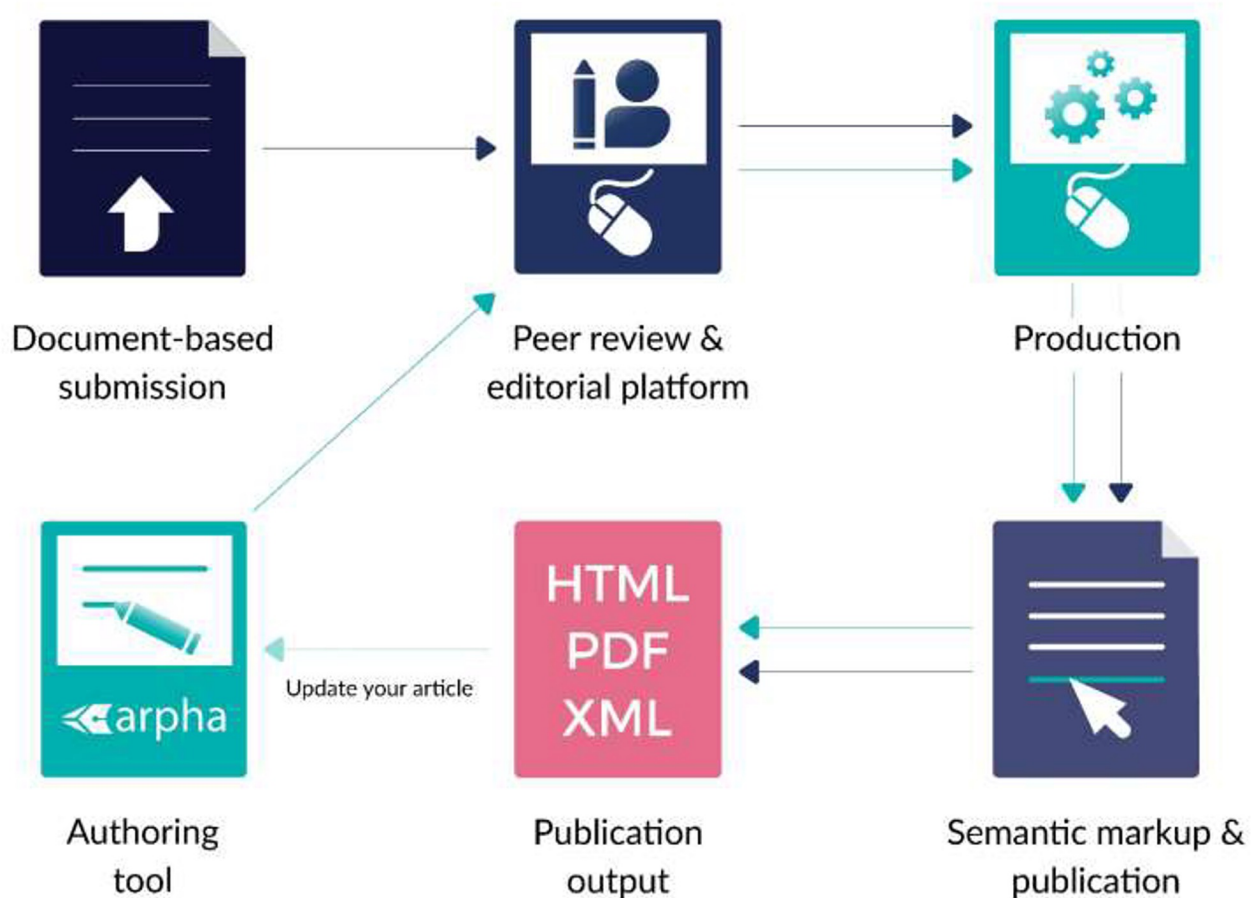 Document-based
submission
Peer review &
editorial platform
Production
HTML
PDF
XML
Update your article
arpha
Authoring
tool
Publication
output
Semantic markup &
publication